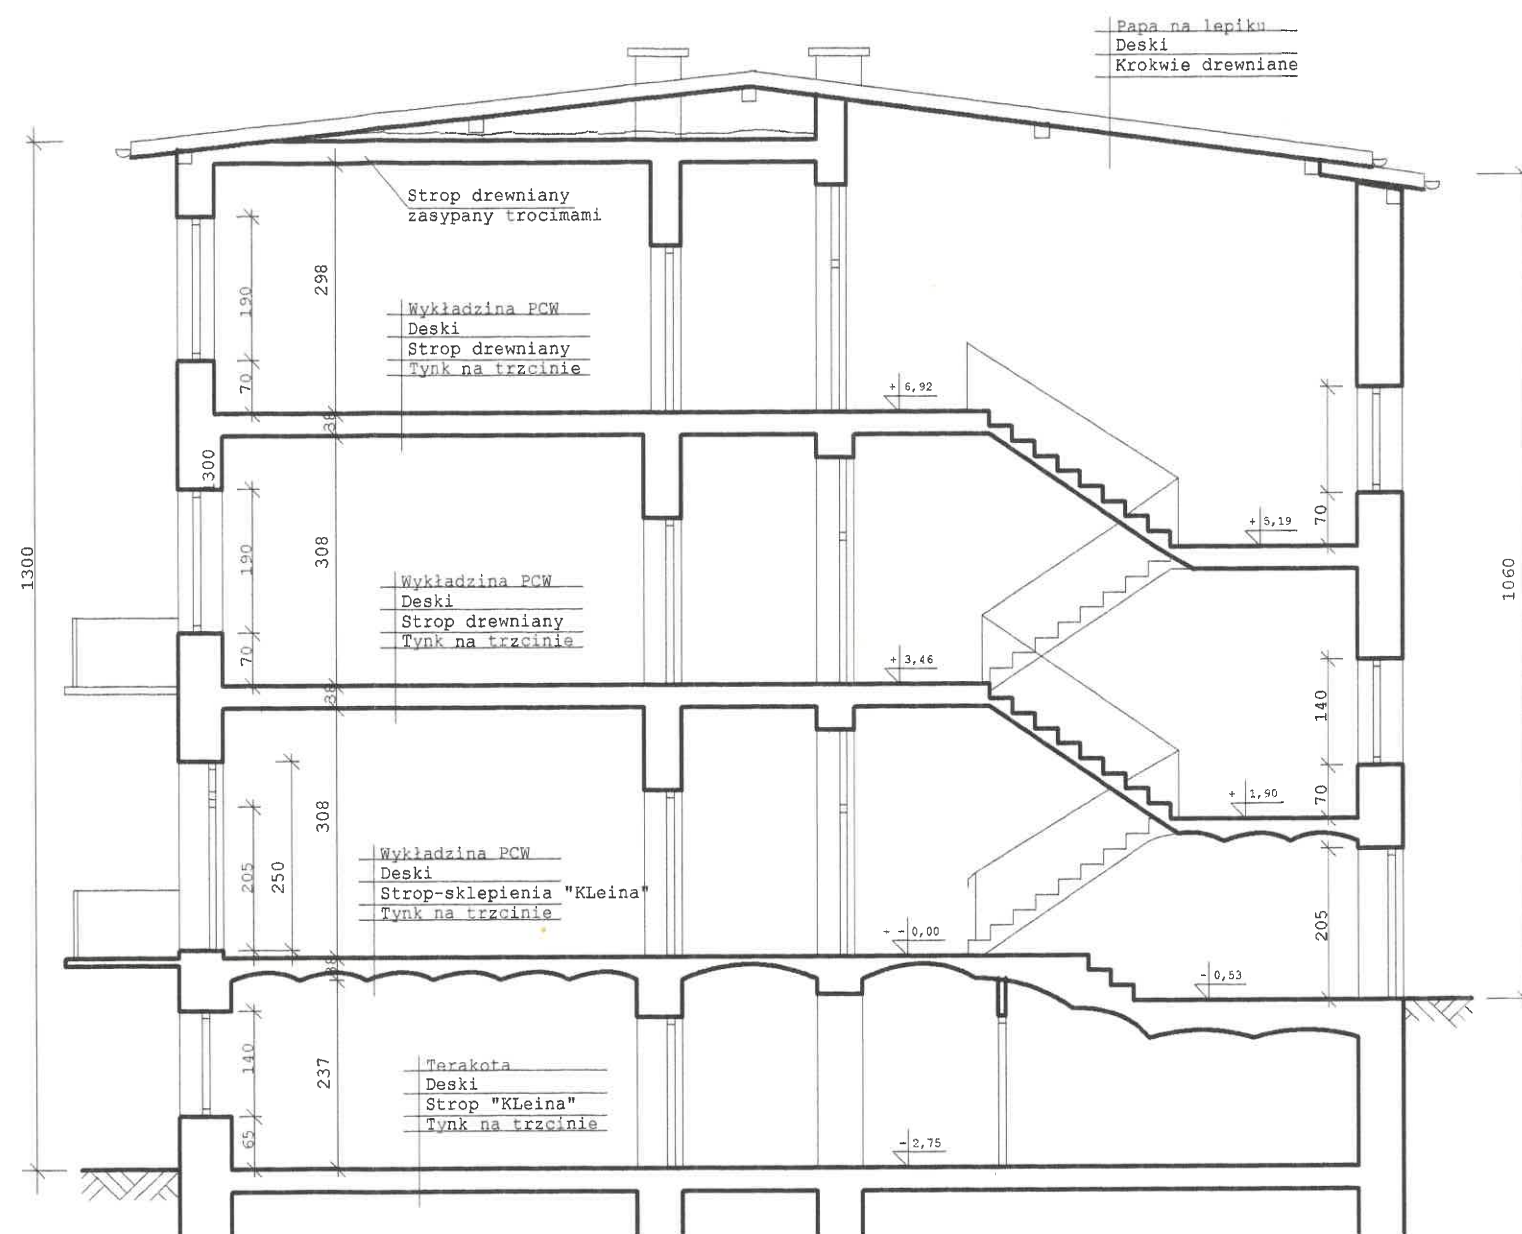 Papa na lepiku
Deski
Krokwie drewniane
Strop drewniany
zasypany trocimami
298
190
70
Wykładzina PCW
Deski
Strop drewniany
Tynk na trzcinie
+ 6,92
38
1300
+ 5,19
70
190
308
1300
1060
Wykładzina PCW
Deski
Strop drewniany
Tynk na trzcinie
70
+ 3,46
38
140
70
+ 1,90
308
205
250
Wykładzina PCW
Deski
Strop-sklepienia "KLeina"
Tynk na trzcinie
205
+ - 0,00
38
- 0,53
140
237
Terakota
Deski
Strop "KLeina"
Tynk na trzcinie
65
- 2,75